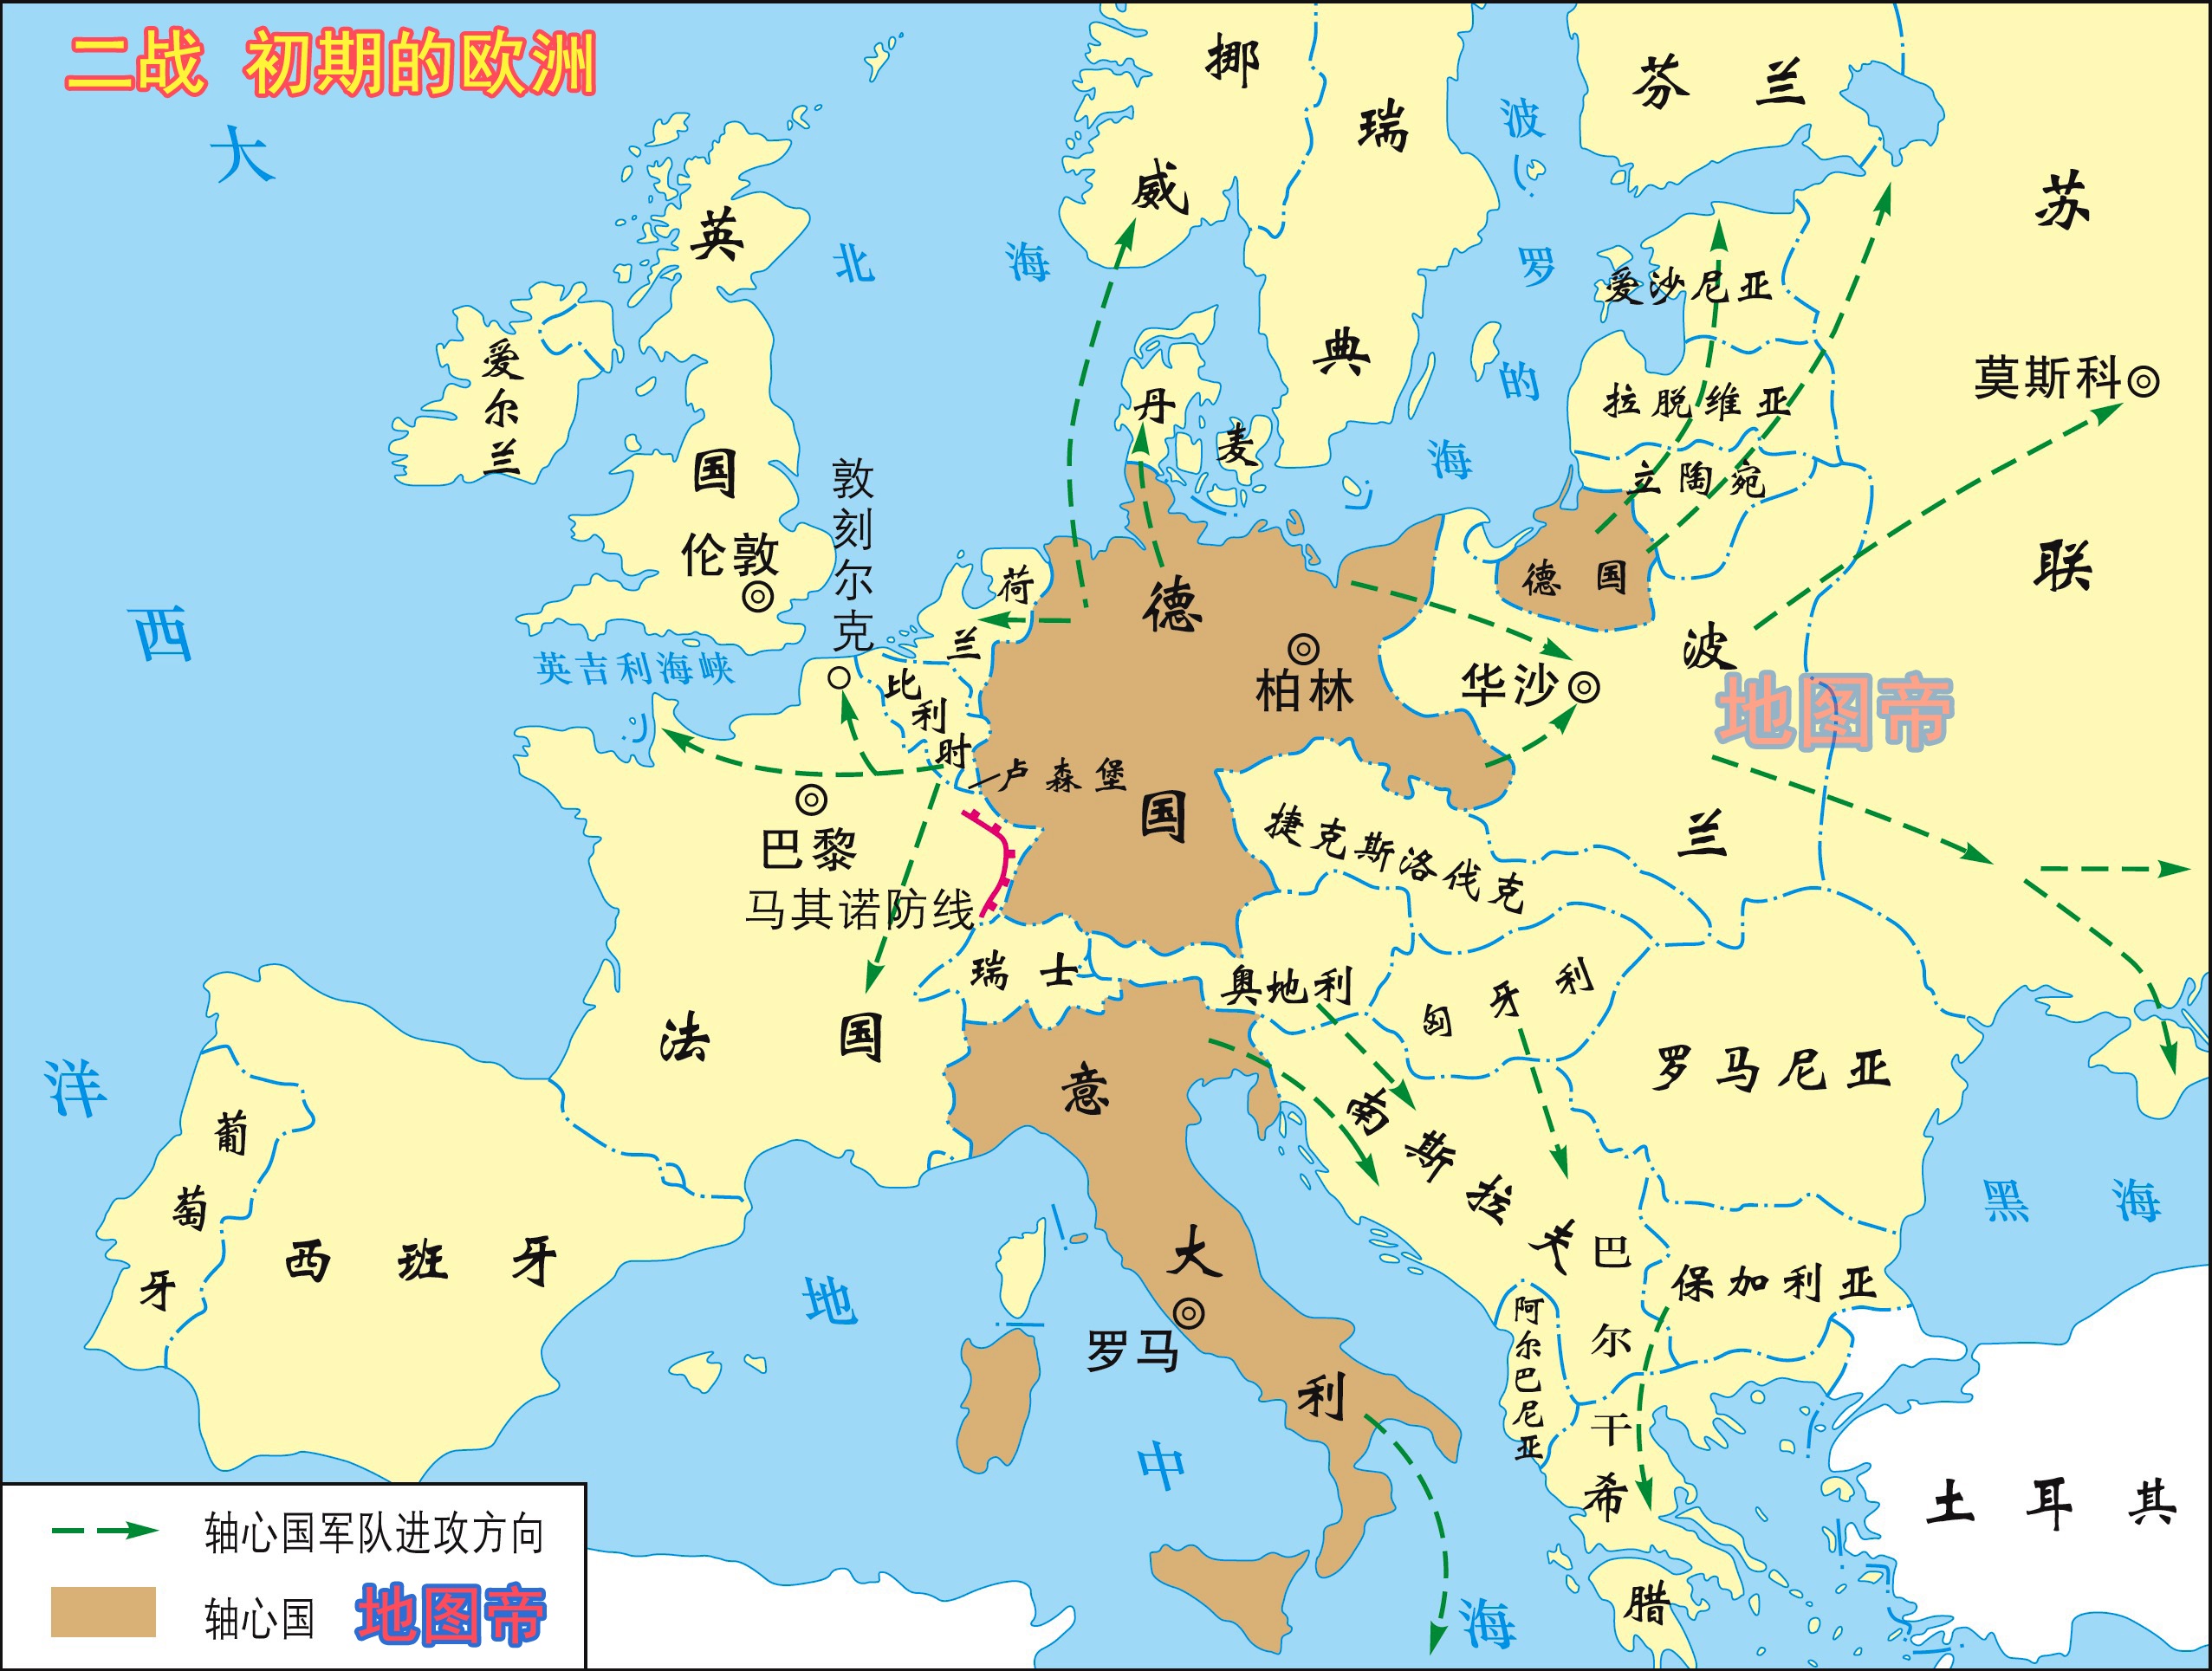 二战 初期的欧洲
大西洋
挪威
瑞典
芬兰
苏联
波罗的海
北海
英国
爱尔兰
爱沙尼亚
莫斯科
拉脱维亚
立陶宛
丹麦
敦刻尔克
伦敦
荷兰
德国
德国
柏林
华沙
波兰
地图帝
英吉利海峡
比利时
卢森堡
巴黎
马其诺防线
捷克斯洛伐克
瑞士
奥地利
匈牙利
法国
罗马尼亚
意大利
南斯拉夫
葡萄牙
西班牙
黑海
巴尔干
保加利亚
阿尔巴尼亚
罗马
地中海
希腊
土耳其
轴心国军队进攻方向
轴心国
地图帝